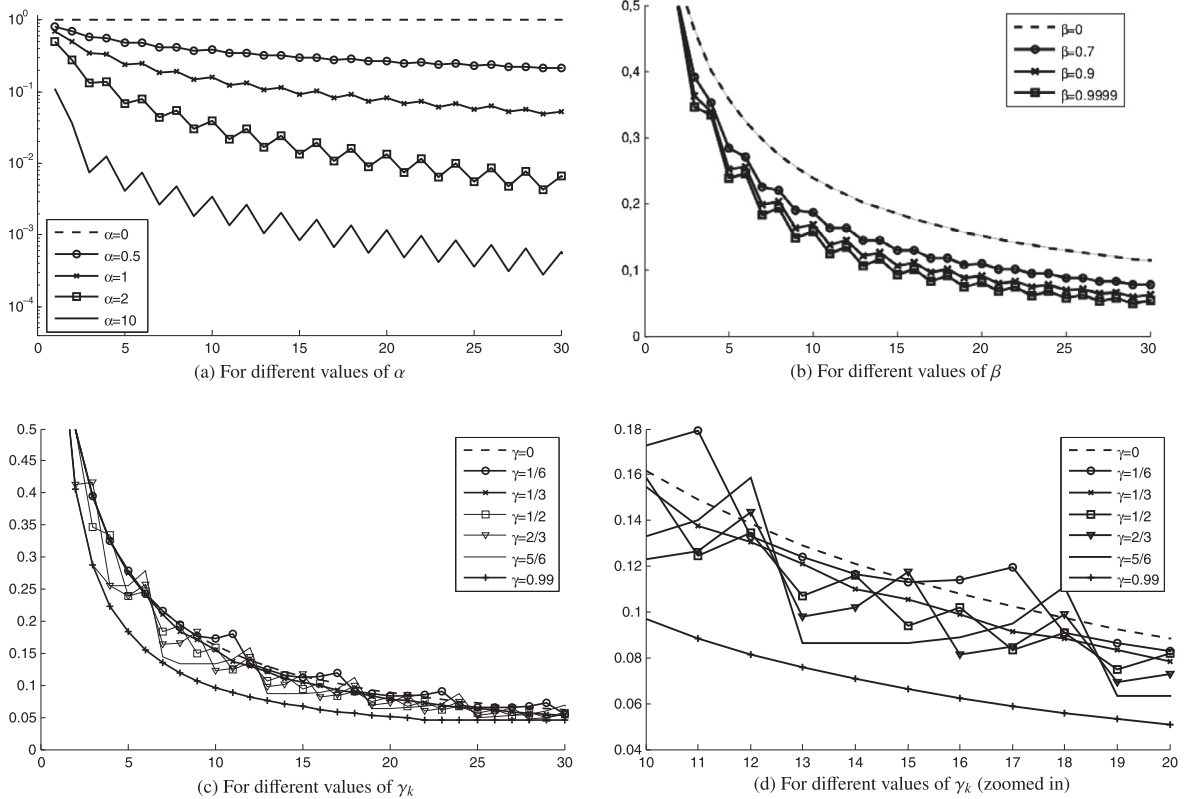 10^0
10^-1
10^-2
10^-3
10^-4
α=0
α=0.5
α=1
α=2
α=10
0 5 10 15 20 25 30
(a) For different values of α
0,5
0,4
0,3
0,2
0,1
0
β=0
β=0.7
β=0.9
β=0.9999
0 5 10 15 20 25 30
(b) For different values of β
0.5
0.45
0.4
0.35
0.3
0.25
0.2
0.15
0.1
0.05
0
γ=0
γ=1/6
γ=1/3
γ=1/2
γ=2/3
γ=5/6
γ=0.99
0 5 10 15 20 25 30
(c) For different values of γk
0.18
0.16
0.14
0.12
0.1
0.08
0.06
0.04
γ=0
γ=1/6
γ=1/3
γ=1/2
γ=2/3
γ=5/6
γ=0.99
10 11 12 13 14 15 16 17 18 19 20
(d) For different values of γk (zoomed in)